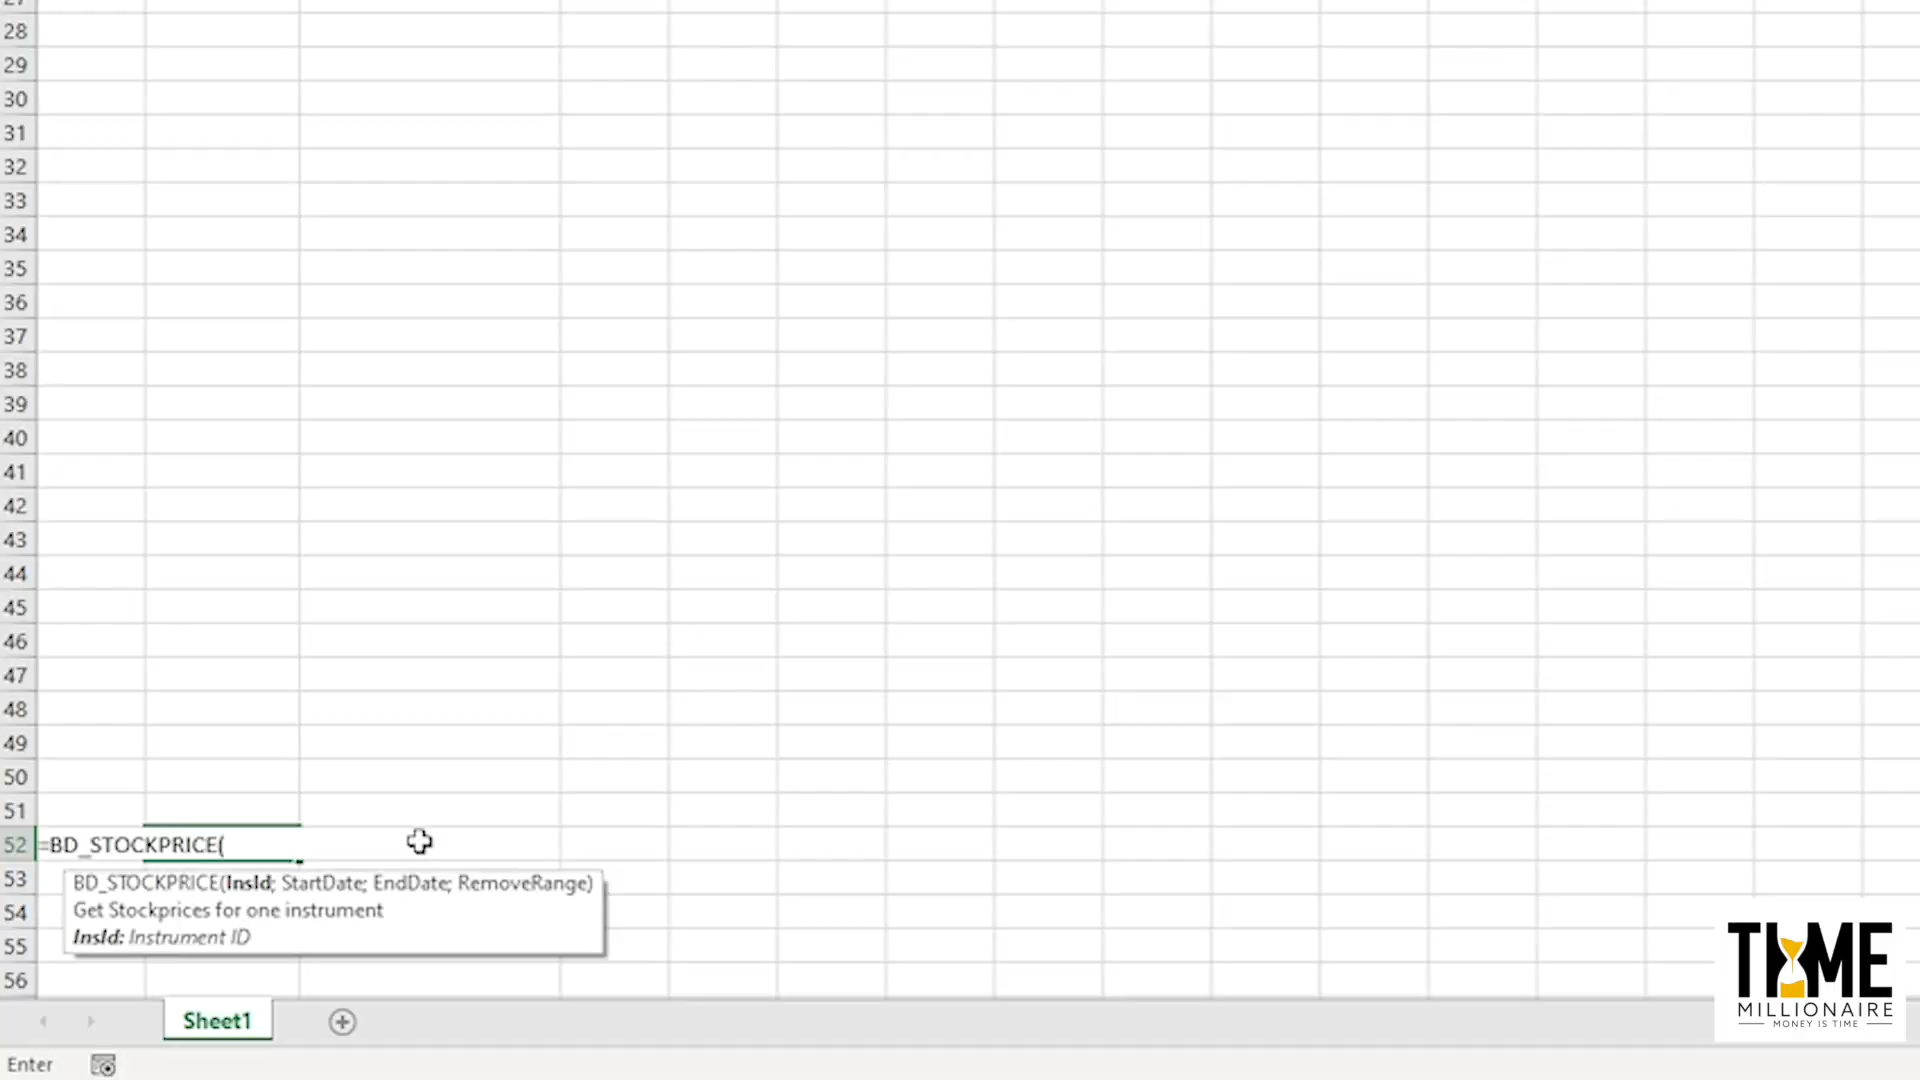 27
28
29
30
31
32
33
34
35
36
37
38
39
40
41
42
43
44
45
46
47
48
49
50
51
52 =BD_STOCKPRICE(
53 BD_STOCKPRICE(InsId; StartDate; EndDate; RemoveRange)
54 Get Stockprices for one instrument
55 InsId: Instrument ID
56
TIME
MILLIONAIRE
MONEY IS TIME
Sheet1
Enter